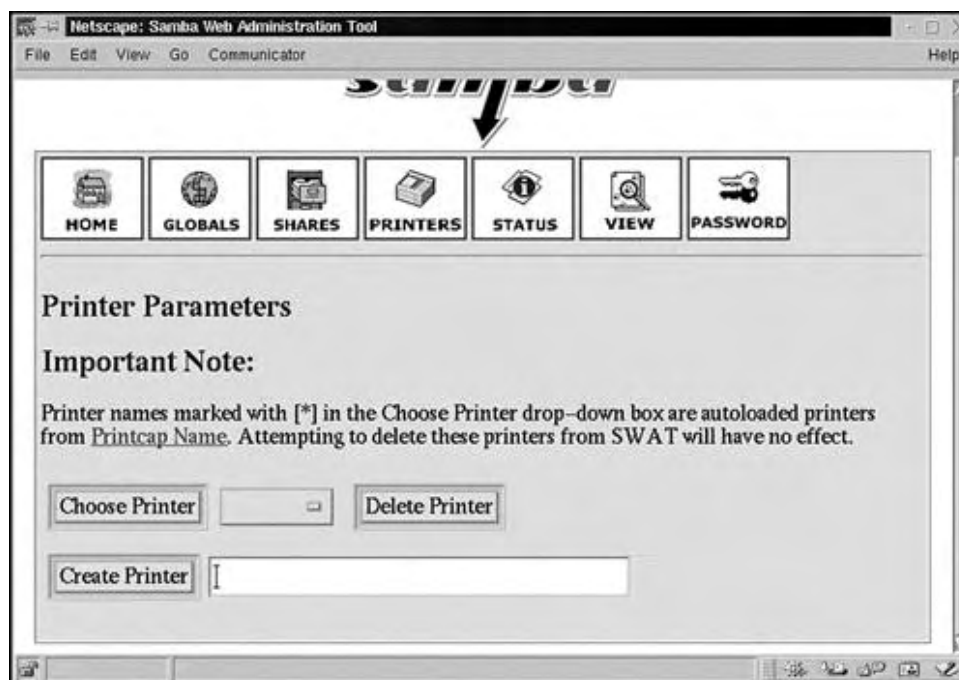 Netscape: Samba Web Administration Tool
File Edit View Go Communicator Help
samba
HOME GLOBALS SHARES PRINTERS STATUS VIEW PASSWORD
Printer Parameters
Important Note:
Printer names marked with [*] in the Choose Printer drop-down box are autoloaded printers
from Printcap Name. Attempting to delete these printers from SWAT will have no effect.
Choose Printer Delete Printer
Create Printer